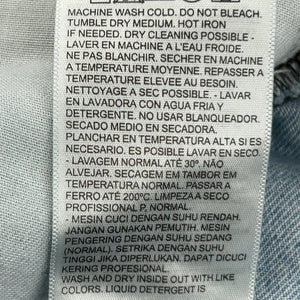 MACHINE WASH COLD. DO NOT BLEACH.
TUMBLE DRY MEDIUM. HOT IRON
IF NEEDED. DRY CLEANING POSSIBLE -
LAVER EN MACHINE A L'EAU FROIDE.
NE PAS BLANCHIR. SECHER EN MACHINE
A TEMPERATURE MOYENNE. REPASSER A
TEMPERATURE ELEVEE AU BESOIN.
NETTOYAGE A SEC POSSIBLE. - LAVAR
EN LAVADORA CON AGUA FRIA Y
DETERGENTE. NO USAR BLANQUEADOR.
SECADO MEDIO EN SECADORA.
PLANCHAR EN TEMPERATURA ALTA SI ES
NECESARIO. ES POSIBLE LAVAR EN SECO.
- LAVAGEM NORMAL ATÉ 30º. NÃO
ALVEJAR. SECAGEM EM TAMBOR EM
TEMPERATURA NORMAL. PASSAR A
FERRO ATÉ 200ºC. LIMPEZA A SECO
PROFISSIONAL P, NORMAL
- MESIN CUCI DENGAN SUHU RENDAH.
JANGAN GUNAKAN PEMUTIH. MESIN
PENGERING DENGAN SUHU SEDANG
(NORMAL). SETRIKA DENGAN SUHU
TINGGI JIKA DIPERLUKAN. DAPAT DICUCI
KERING PROFESSIONAL
WASH AND DRY INSIDE OUT WITH LIKE
COLORS. LIQUID DETERGENT IS